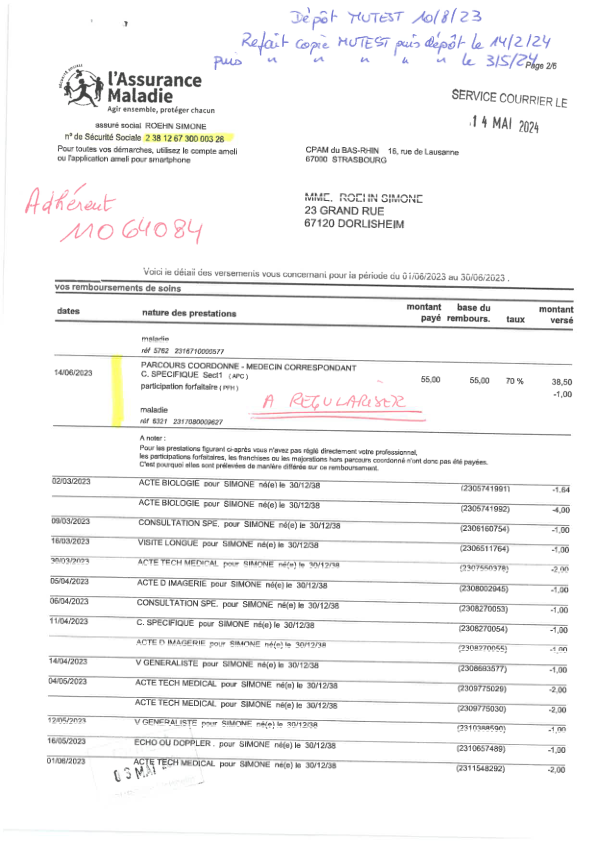 Dépôt MUTEST 10/8/23
Refait copie MUTEST puis dépôt le 14/2/24
puis " " " " " le 3/5/24
Page 2/6
l'Assurance
Maladie
Agir ensemble, protéger chacun
SERVICE COURRIER LE
14 MAI 2024
assuré social ROEHN SIMONE
n° de Sécurité Sociale 2 38 12 67 300 003 28
Pour toutes vos démarches, utilisez le compte ameli
ou l'application ameli pour smartphone
CPAM du BAS-RHIN 16, rue de Lausanne
67000 STRASBOURG
Adhérent
11064084
MME. ROEHN SIMONE
23 GRAND RUE
67120 DORLISHEIM
Voici le détail des versements vous concernant pour la période du 01/06/2023 au 30/06/2023 .
vos remboursements de soins
dates nature des prestations montant payé base du rembours. taux montant versé
maladie
réf 5762 2316710005577
14/06/2023 PARCOURS COORDONNE - MEDECIN CORRESPONDANT
C. SPECIFIQUE Sect1 (APC) 55,00 55,00 70 % 38,50
participation forfaitaire (PFH) -1,00
A REGULARISER
maladie
réf 6321 2317080009827
A noter :
Pour les prestations figurant ci-après vous n'avez pas réglé directement votre professionnel,
les participations forfaitaires, les franchises ou les majorations hors parcours coordonné n'ont donc pas été payées.
C'est pourquoi elles sont prélevées de manière différée sur ce remboursement.
02/03/2023 ACTE BIOLOGIE pour SIMONE né(e) le 30/12/38 (2305741991) -1,64
ACTE BIOLOGIE pour SIMONE né(e) le 30/12/38 (2305741992) -4,00
09/03/2023 CONSULTATION SPE. pour SIMONE né(e) le 30/12/38 (2306160754) -1,00
16/03/2023 VISITE LONGUE pour SIMONE né(e) le 30/12/38 (2306511764) -1,00
30/03/2023 ACTE TECH MEDICAL pour SIMONE né(e) le 30/12/38 (2307550378) -2,00
05/04/2023 ACTE D IMAGERIE pour SIMONE né(e) le 30/12/38 (2308002945) -1,00
06/04/2023 CONSULTATION SPE. pour SIMONE né(e) le 30/12/38 (2308270053) -1,00
11/04/2023 C. SPECIFIQUE pour SIMONE né(e) le 30/12/38 (2308270054) -1,00
ACTE D IMAGERIE pour SIMONE né(e) le 30/12/38 (2308270055) -1,00
14/04/2023 V GENERALISTE pour SIMONE né(e) le 30/12/38 (2308693577) -1,00
04/05/2023 ACTE TECH MEDICAL pour SIMONE né(e) le 30/12/38 (2309775029) -2,00
ACTE TECH MEDICAL pour SIMONE né(e) le 30/12/38 (2309775030) -2,00
12/05/2023 V GENERALISTE pour SIMONE né(e) le 30/12/38 (2310388590) -1,00
16/05/2023 ECHO OU DOPPLER . pour SIMONE né(e) le 30/12/38 (2310657489) -1,00
01/06/2023 ACTE TECH MEDICAL pour SIMONE né(e) le 30/12/38 (2311548292) -2,00
03 MAI